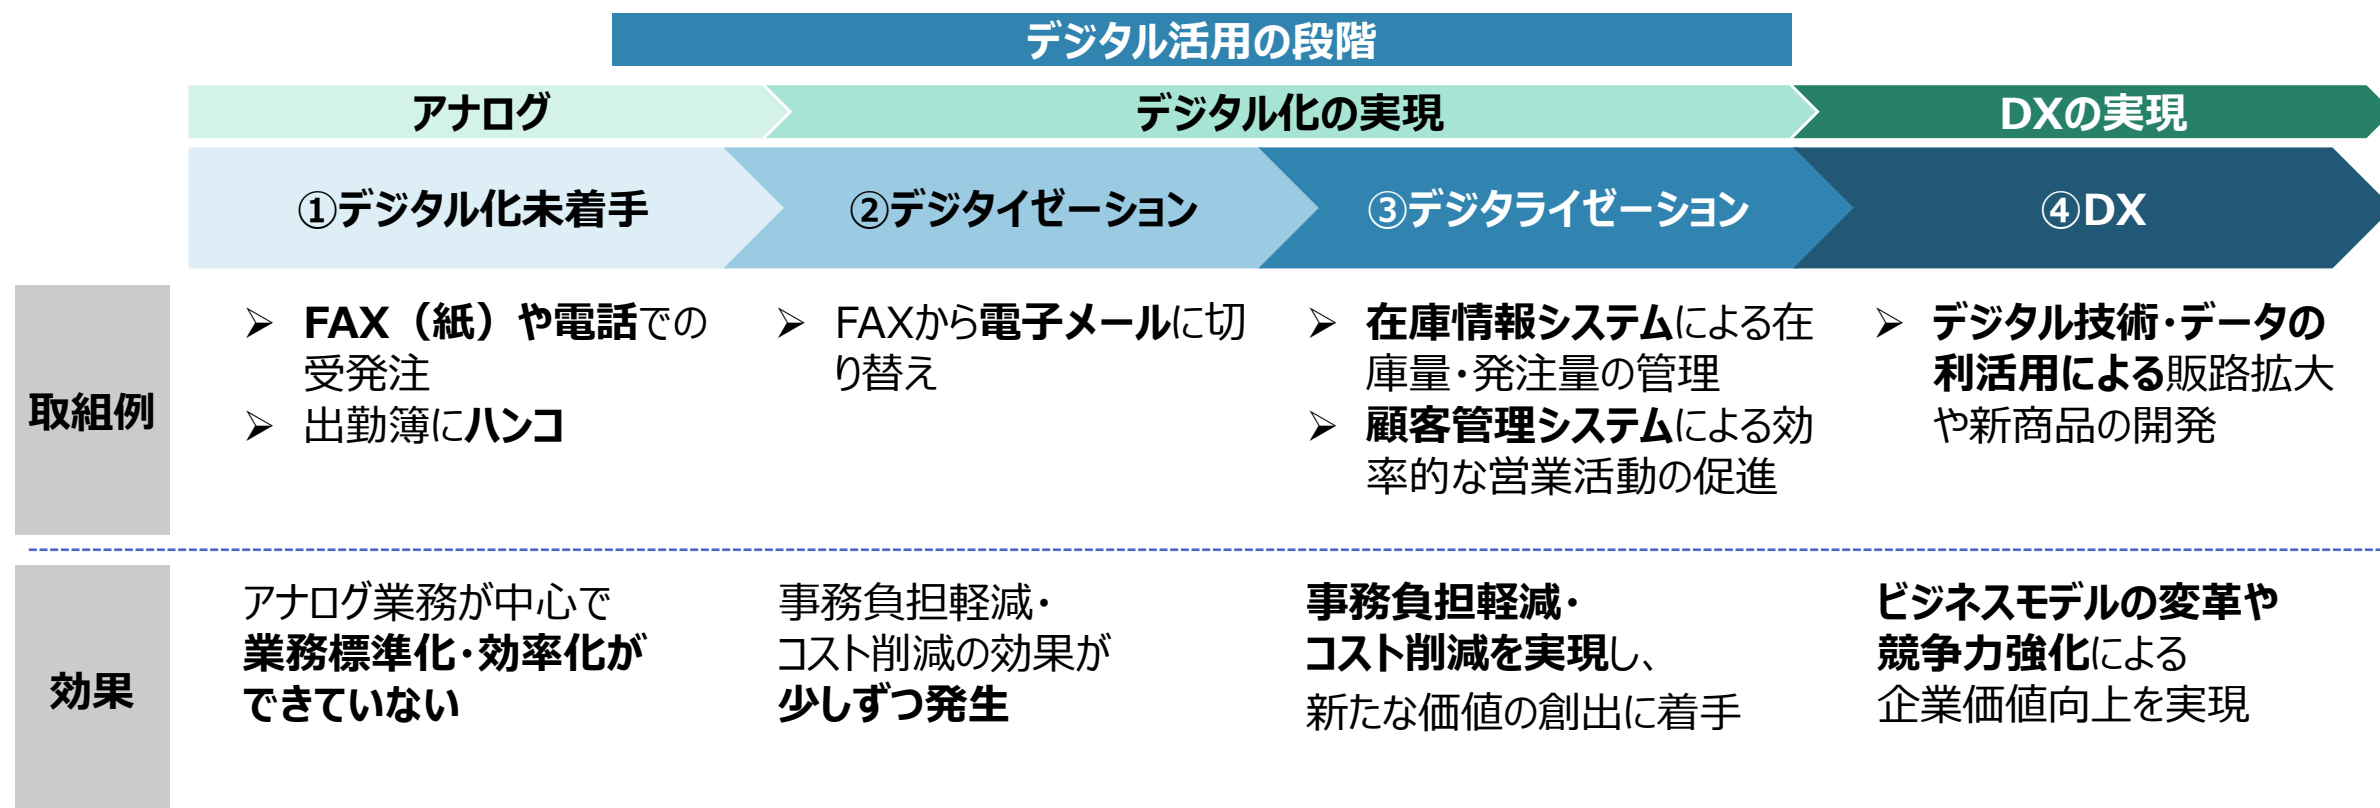 デジタル活用の段階
アナログ
デジタル化の実現
DXの実現
①デジタル化未着手
②デジタイゼーション
③デジタライゼーション
④DX
取組例
➢ FAX（紙）や電話での
受発注
➢ 出勤簿にハンコ
➢ FAXから電子メールに切
り替え
➢ 在庫情報システムによる在
庫量・発注量の管理
➢ 顧客管理システムによる効
率的な営業活動の促進
➢ デジタル技術・データの
利活用による販路拡大
や新商品の開発
効果
アナログ業務が中心で
業務標準化・効率化が
できていない
事務負担軽減・
コスト削減の効果が
少しずつ発生
事務負担軽減・
コスト削減を実現し、
新たな価値の創出に着手
ビジネスモデルの変革や
競争力強化による
企業価値向上を実現